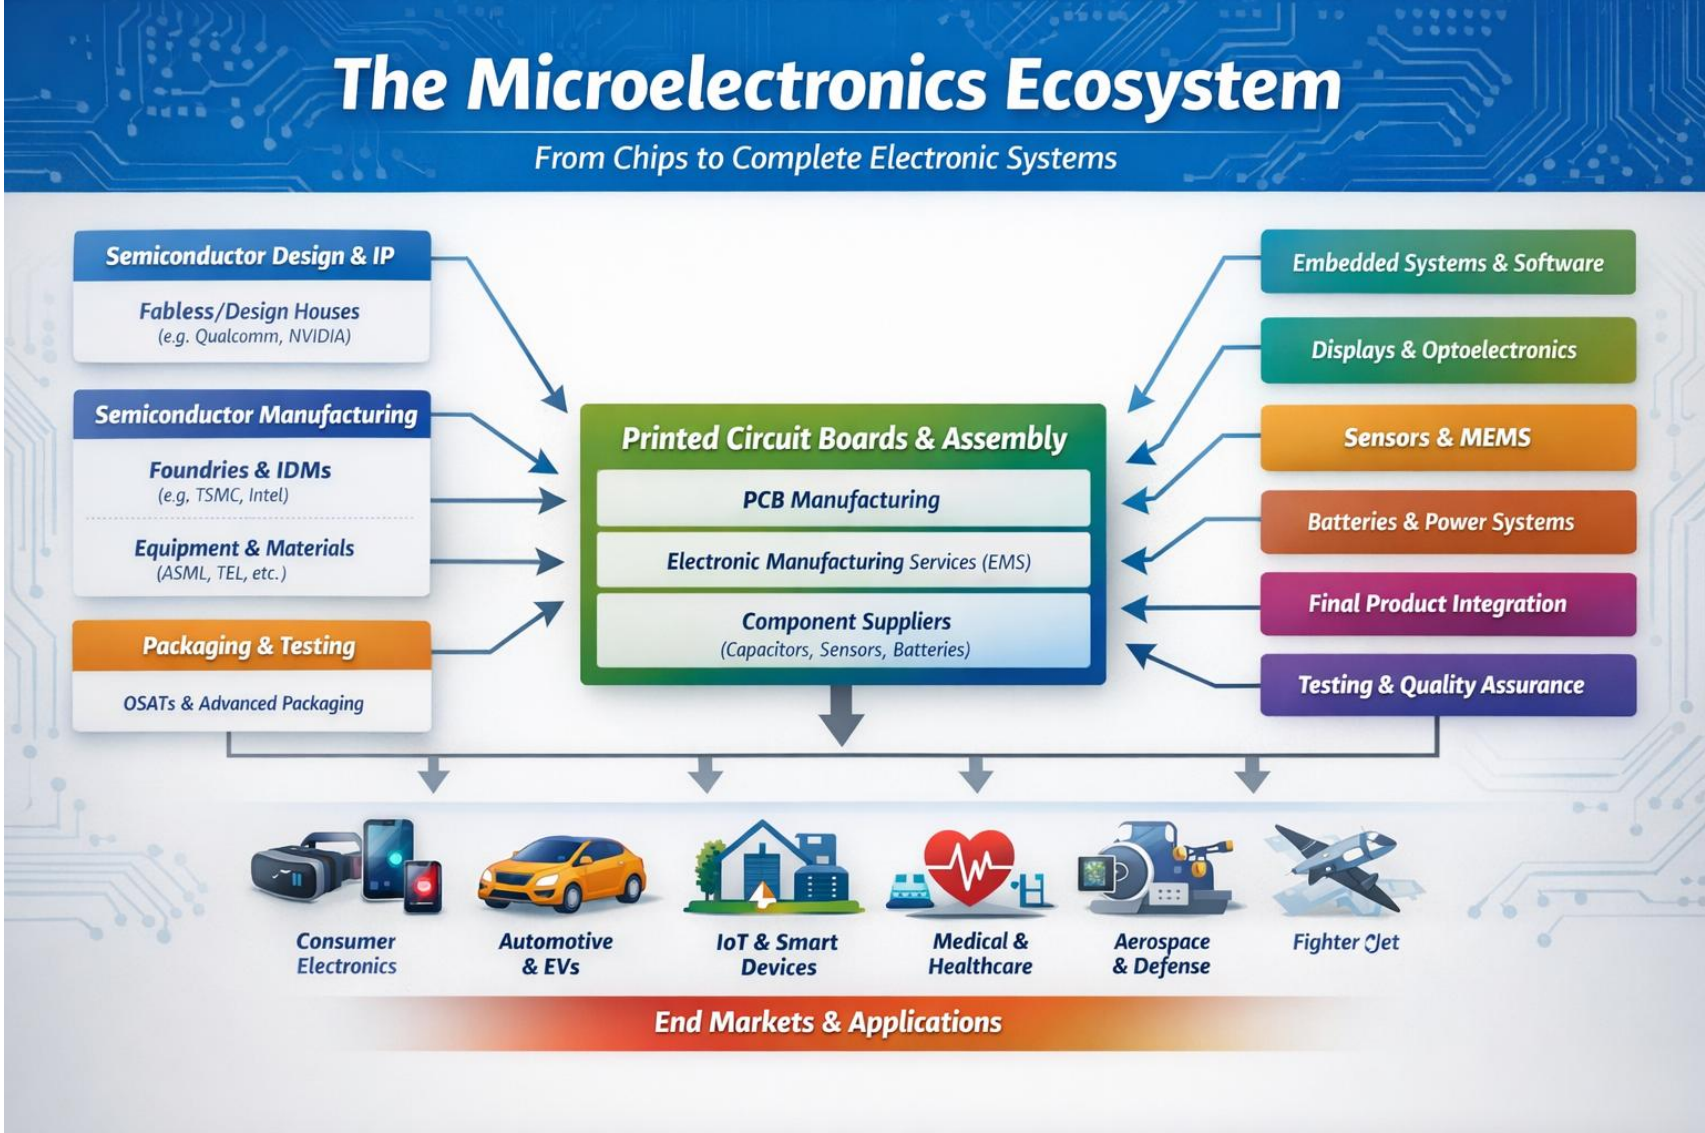 The Microelectronics Ecosystem
From Chips to Complete Electronic Systems
Semiconductor Design & IP
Fabless/Design Houses
(e.g. Qualcomm, NVIDIA)
Semiconductor Manufacturing
Foundries & IDMs
(e.g. TSMC, Intel)
Equipment & Materials
(ASML, TEL, etc.)
Packaging & Testing
OSATs & Advanced Packaging
Printed Circuit Boards & Assembly
PCB Manufacturing
Electronic Manufacturing Services (EMS)
Component Suppliers
(Capacitors, Sensors, Batteries)
Embedded Systems & Software
Displays & Optoelectronics
Sensors & MEMS
Batteries & Power Systems
Final Product Integration
Testing & Quality Assurance
Consumer
Electronics
Automotive
& EVs
IoT & Smart
Devices
Medical &
Healthcare
Aerospace
& Defense
Fighter Jet
End Markets & Applications